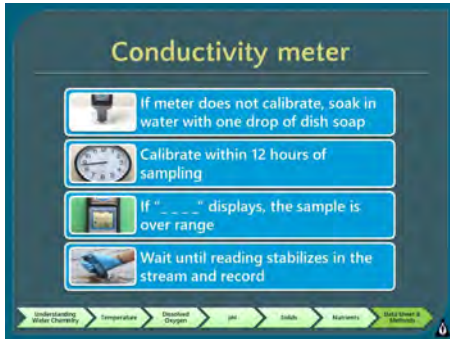 Conductivity meter
If meter does not calibrate, soak in
water with one drop of dish soap
Calibrate within 12 hours of
sampling
If "_ _ _ _" displays, the sample is
over range
Wait until reading stabilizes in the
stream and record
Understanding
Water Chemistry
Temperature
Dissolved
Oxygen
pH
Solids
Nutrients
Data Sheet &
Methods